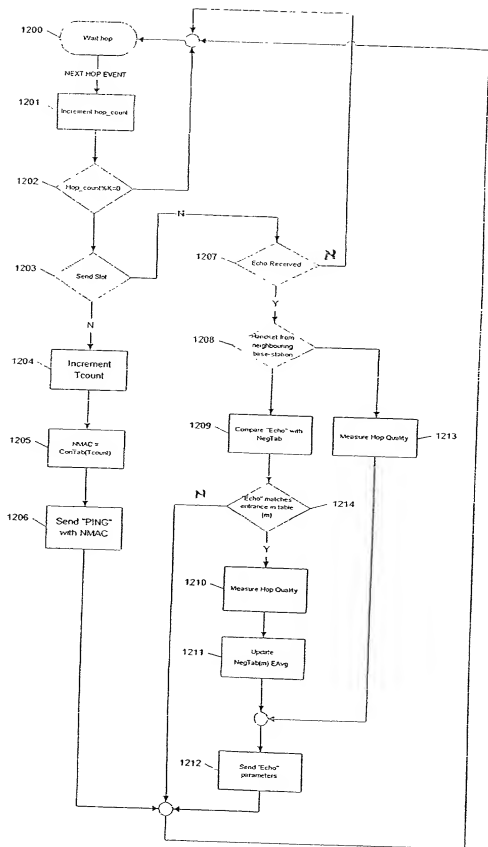 1200
Wait hop
NEXT HOP EVENT
1201
Increment hop_count
1202
Hop_count%K=0
N
1203
Send Slot
1207
Echo Received
N
N
Y
1204
Increment
Tcount
1208
Handset from
neighbouring
base-station
1205
NMAC =
ConTab(Tcount)
1209
Compare "Echo" with
NegTab
Measure Hop Quality
1213
1206
Send "PING"
with NMAC
N
"Echo" matches
entrance in table
(m)
1214
Y
1210
Measure Hop Quality
1211
Update
NegTab(m) EAvg
1212
Send "Echo"
parameters